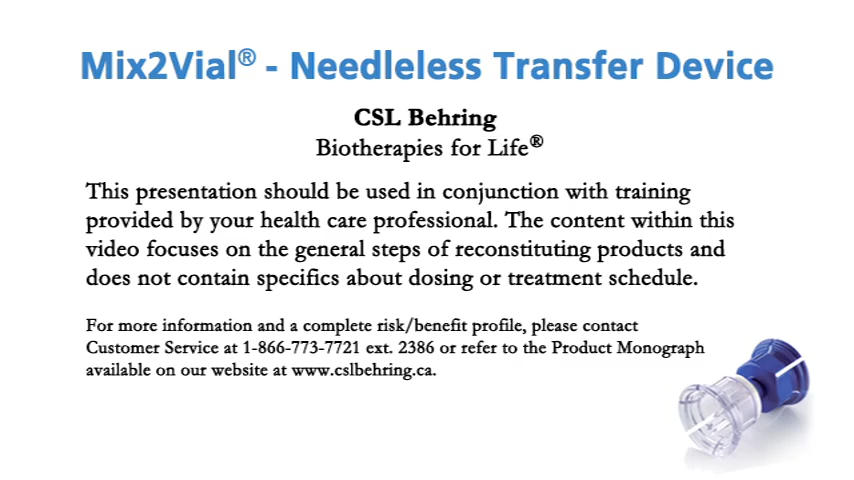 Mix2Vial® - Needleless Transfer Device
CSL Behring
Biotherapies for Life®
This presentation should be used in conjunction with training
provided by your health care professional. The content within this
video focuses on the general steps of reconstituting products and
does not contain specifics about dosing or treatment schedule.
For more information and a complete risk/benefit profile, please contact
Customer Service at 1-866-773-7721 ext. 2386 or refer to the Product Monograph
available on our website at www.cslbehring.ca.